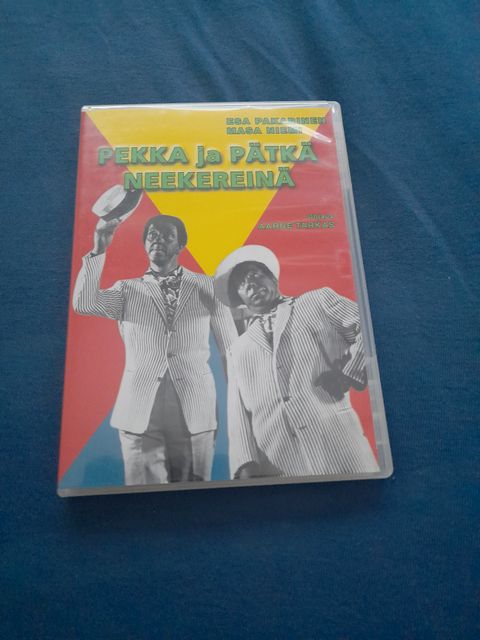 ESA PAKARINEN
MASA NIEMI
PEKKA ja PÄTKÄ
NEEKEREINÄ
AARNE TARKAS